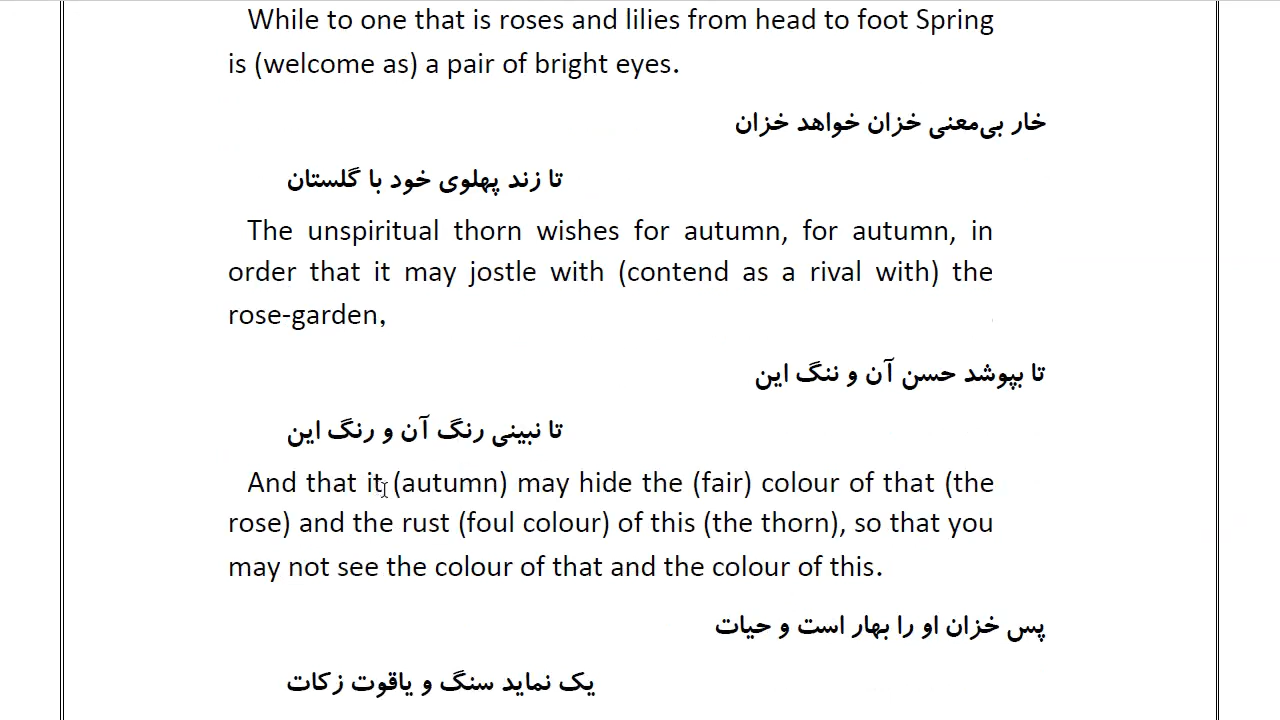 While to one that is roses and lilies from head to foot Spring
is (welcome as) a pair of bright eyes.
خار بی‌معنی خزان خواهد خزان
تا زند پهلوی خود با گلستان
The unspiritual thorn wishes for autumn, for autumn, in
order that it may jostle with (contend as a rival with) the
rose-garden,
تا بپوشد حسن آن و ننگ این
تا نبینی رنگ آن و رنگ این
And that it (autumn) may hide the (fair) colour of that (the
rose) and the rust (foul colour) of this (the thorn), so that you
may not see the colour of that and the colour of this.
پس خزان او را بهار است و حیات
یک نماید سنگ و یاقوت زکات